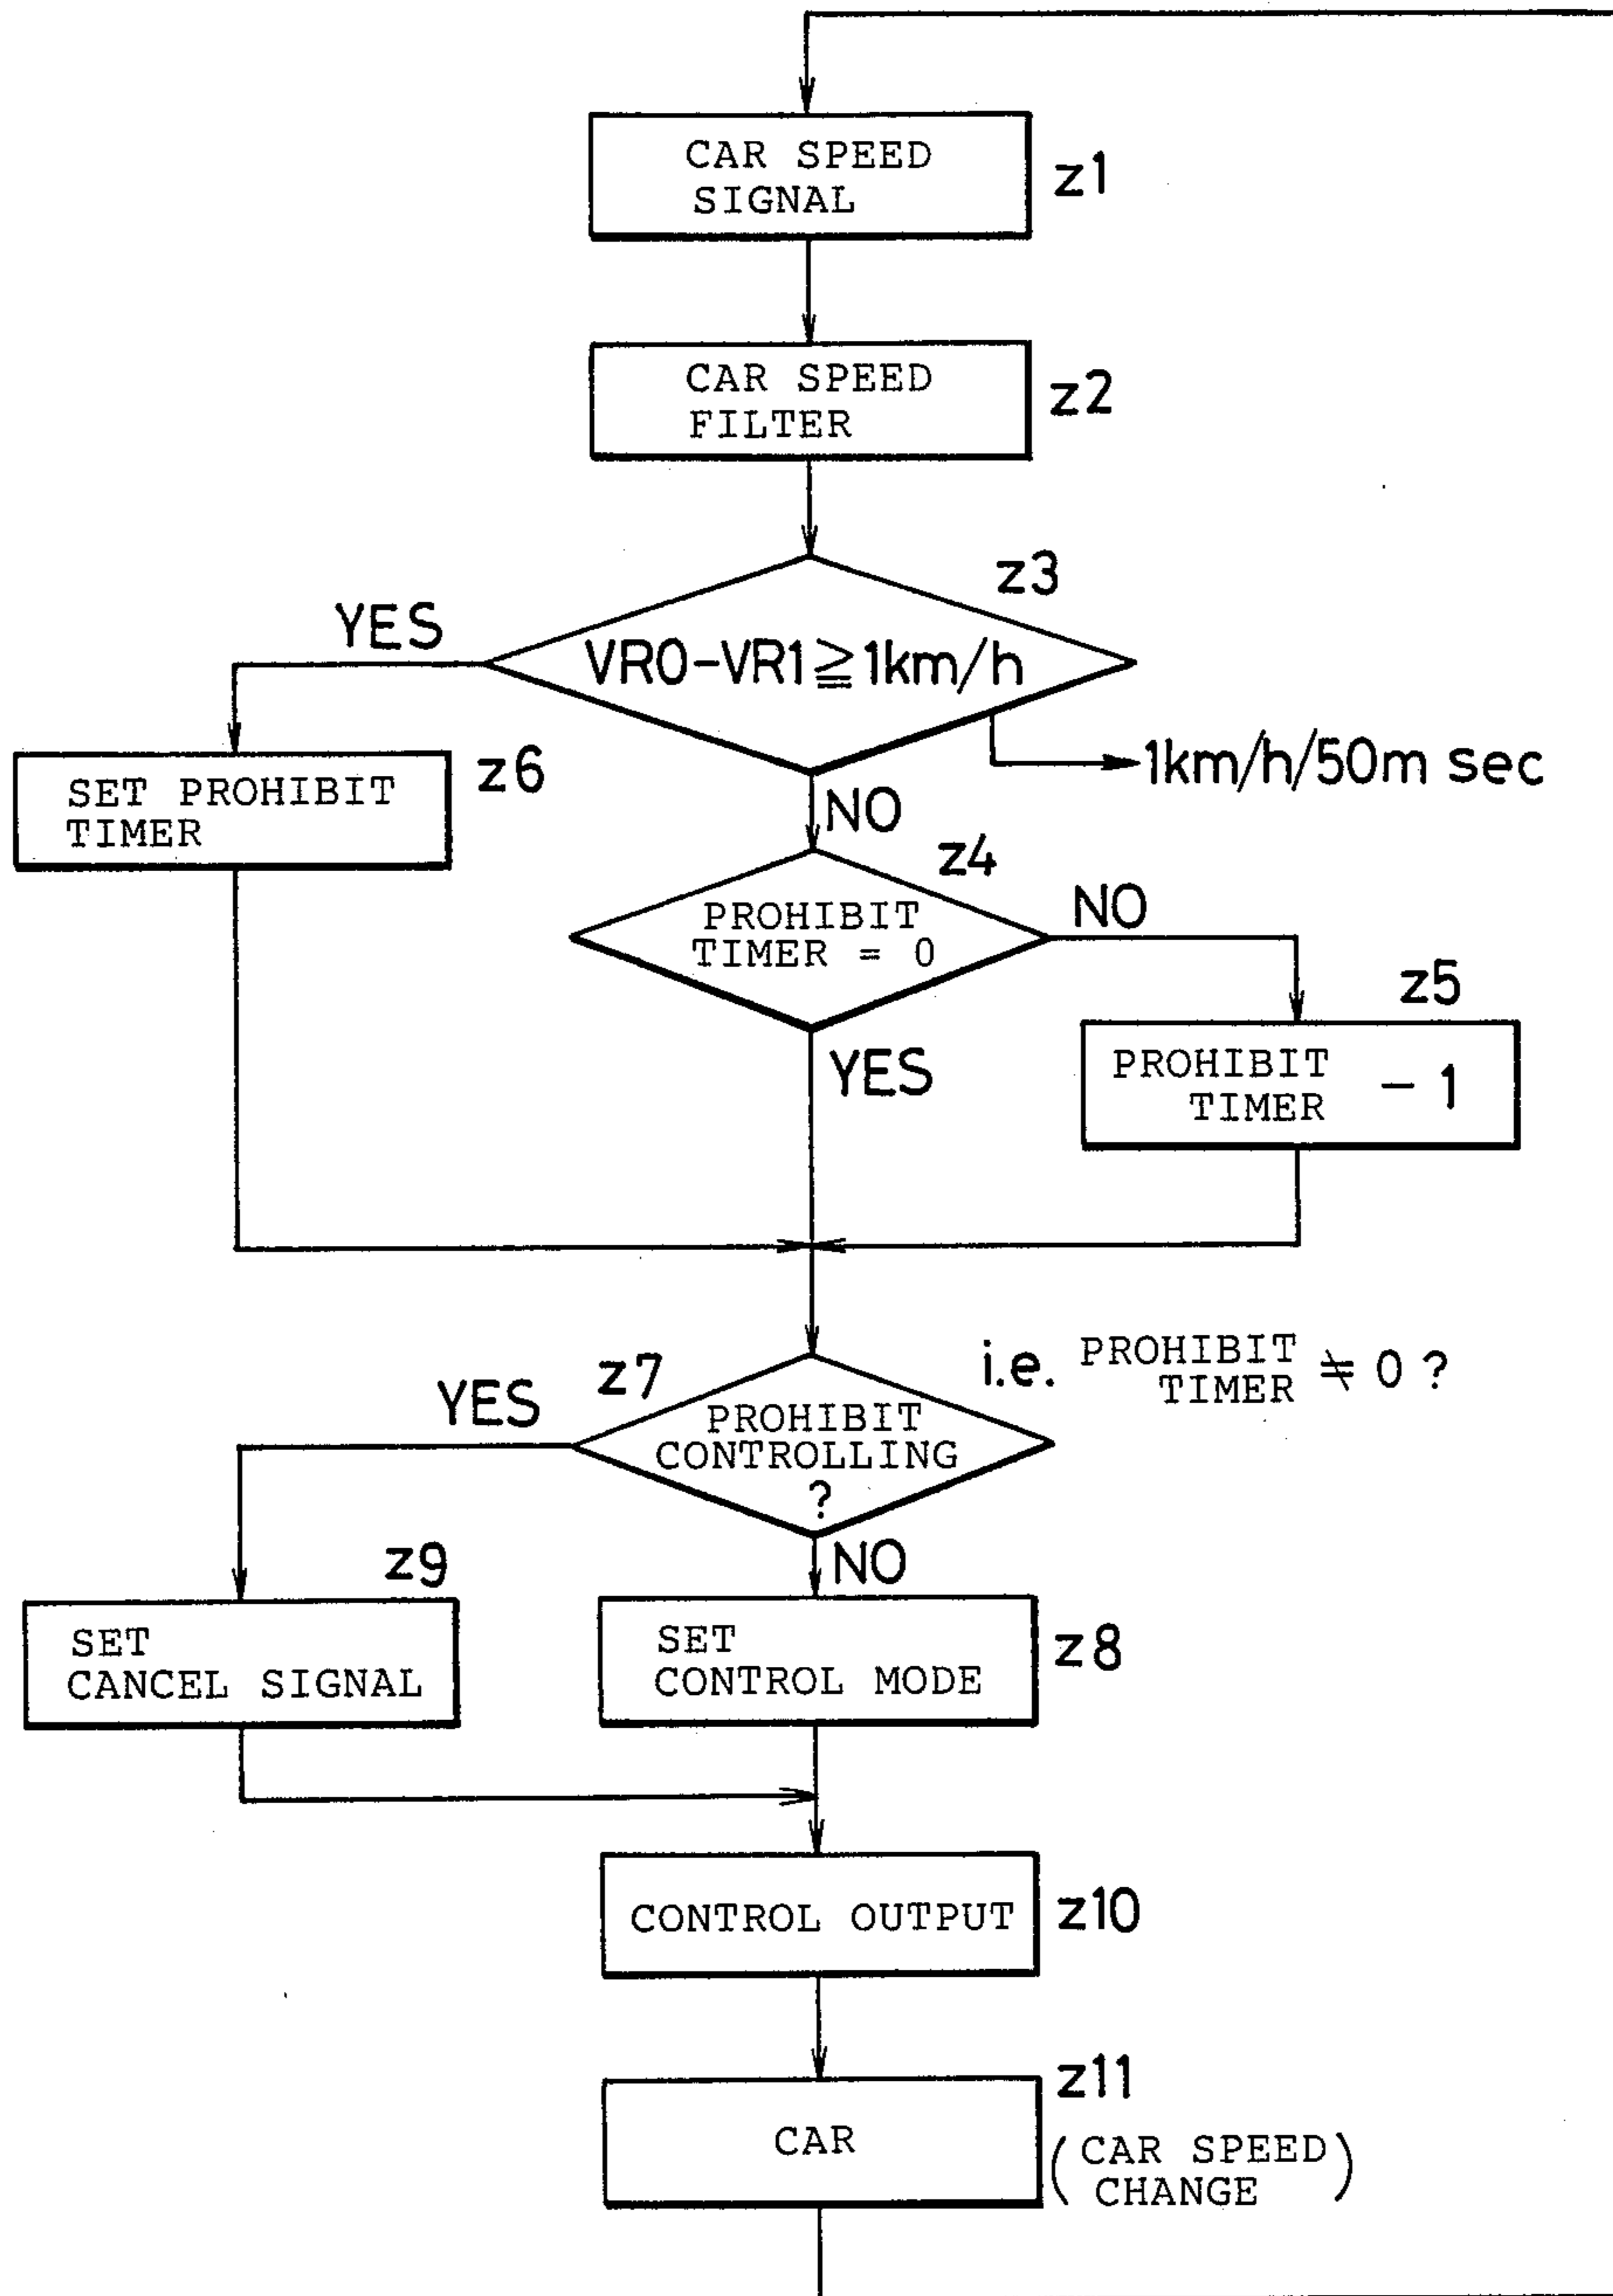 CAR SPEED
SIGNAL
z1
CAR SPEED
FILTER
z2
z3
YES
VR0-VR1≧1km/h
1km/h/50m sec
z6
SET PROHIBIT
TIMER
NO
z4
PROHIBIT
TIMER = 0
NO
z5
PROHIBIT
TIMER - 1
YES
i.e. PROHIBIT
TIMER ≠ 0 ?
z7
YES
PROHIBIT
CONTROLLING
?
NO
z9
SET
CANCEL SIGNAL
SET
CONTROL MODE
z8
CONTROL OUTPUT
z10
z11
CAR
(CAR SPEED
CHANGE)